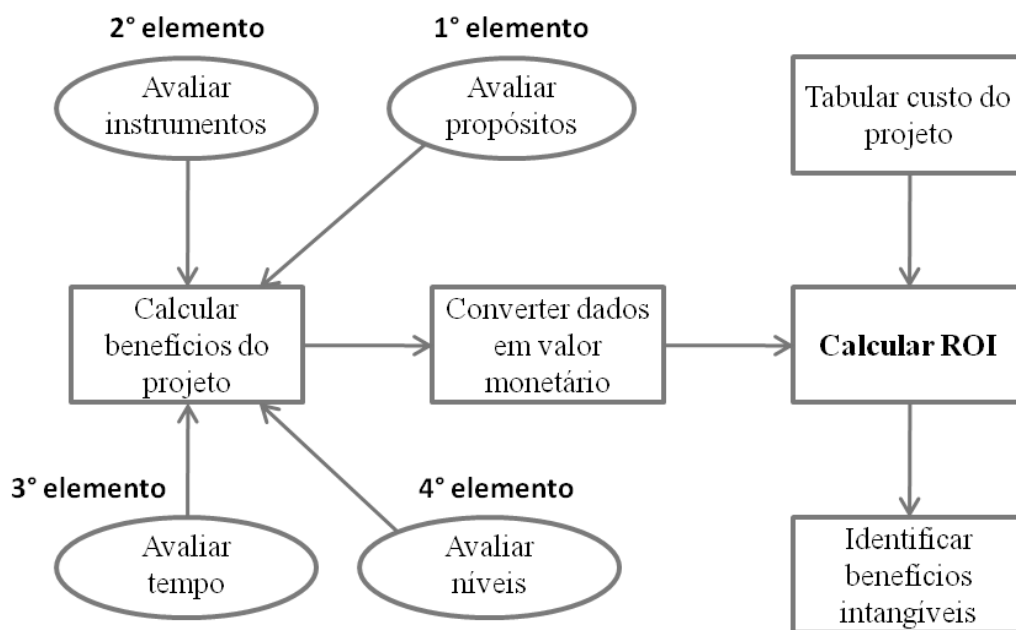 2° elemento
Avaliar
instrumentos
1° elemento
Avaliar
propósitos
Tabular custo do
projeto
Calcular
benefícios do
projeto
Converter dados
em valor
monetário
Calcular ROI
3° elemento
Avaliar
tempo
4° elemento
Avaliar
níveis
Identificar
benefícios
intangíveis